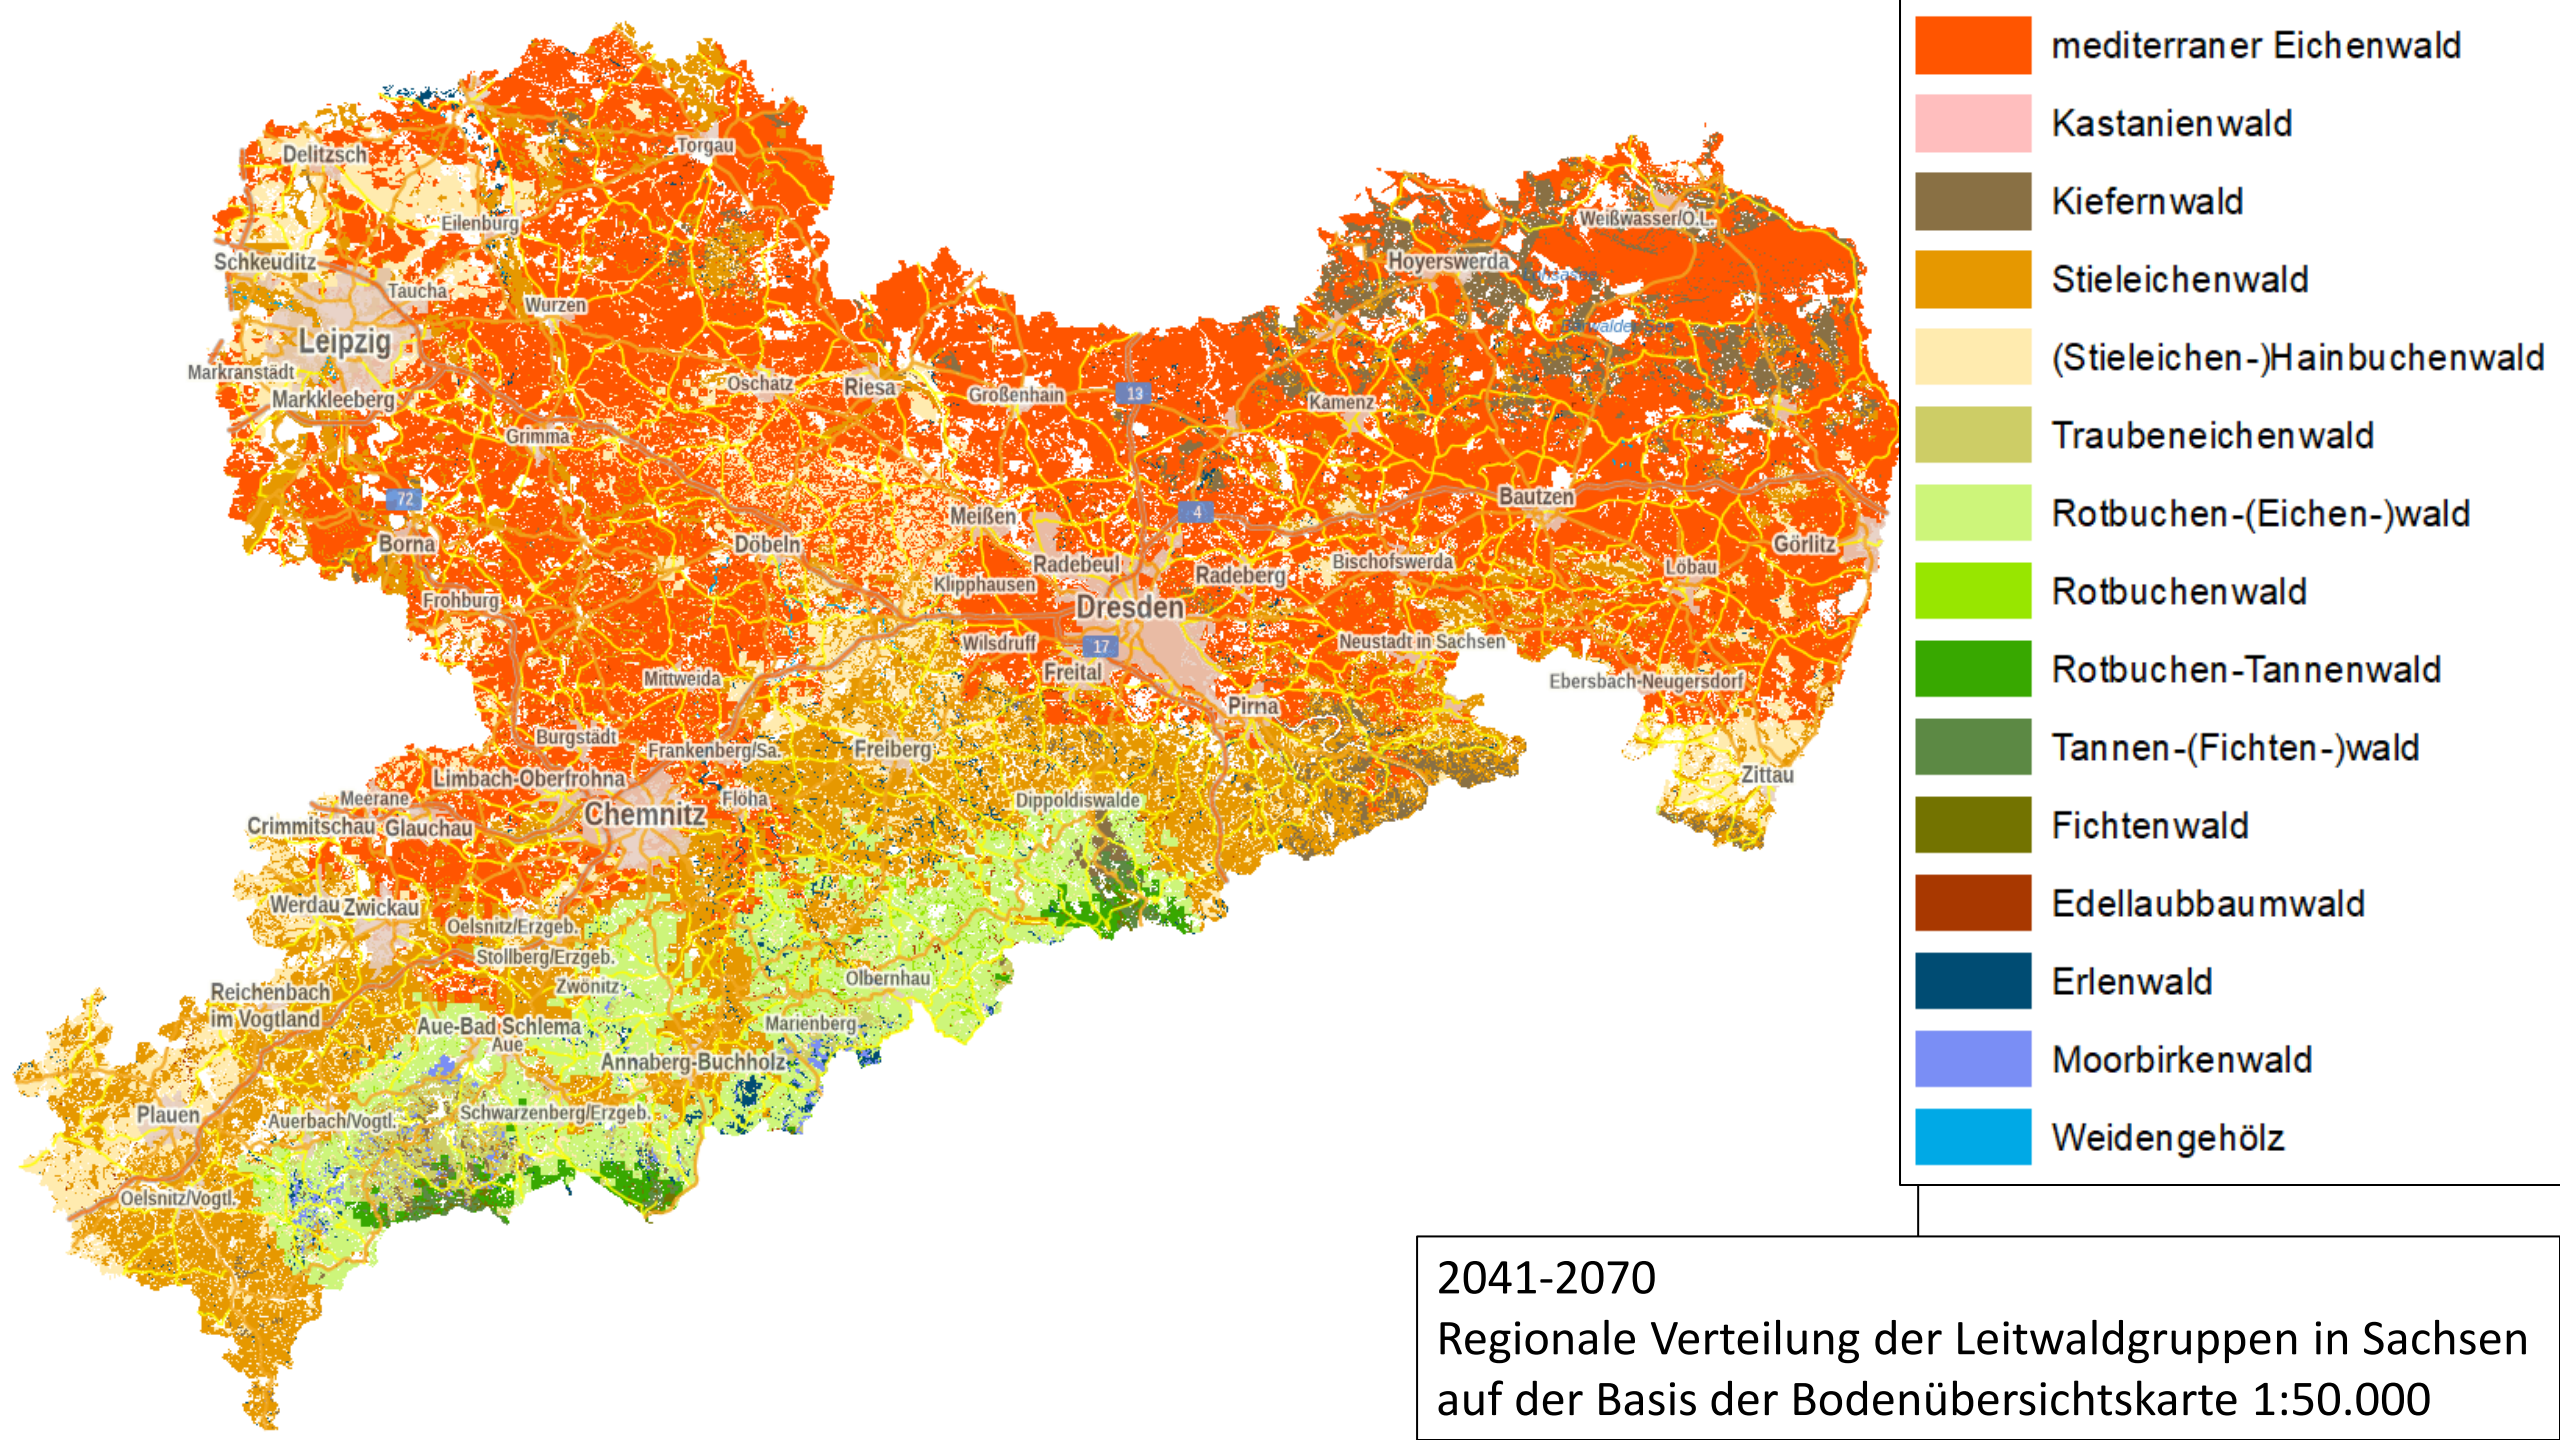 mediterraner Eichenwald
Kastanienwald
Kiefernwald
Stieleichenwald
(Stieleichen-)Hainbuchenwald
Traubeneichenwald
Rotbuchen-(Eichen-)wald
Rotbuchenwald
Rotbuchen-Tannenwald
Tannen-(Fichten-)wald
Fichtenwald
Edellaubbaumwald
Erlenwald
Moorbirkenwald
Weidengehölz
Torgau
Delitzsch
Eilenburg
Weißwasser/O.L.
Schkeuditz
Hoyerswerda
Taucha
Wurzen
Leipzig
Markranstädt
Oschatz
Riesa
Großenhain
13
Markkleeberg
Kamenz
Grimma
72
Bautzen
4
Meißen
Borna
Döbeln
Görlitz
Radebeul
Bischofswerda
Löbau
Klipphausen
Radeberg
Frohburg
Dresden
Wilsdruff
17
Neustadt in Sachsen
Freital
Mittweida
Ebersbach-Neugersdorf
Pirna
Burgstädt
Frankenberg/Sa.
Freiberg
Limbach-Oberfrohna
Zittau
Meerane
Flöha
Dippoldiswalde
Chemnitz
Crimmitschau
Glauchau
Werdau
Zwickau
Oelsnitz/Erzgeb.
Stollberg/Erzgeb.
Zwönitz
Olbernhau
Reichenbach
im Vogtland
Aue-Bad Schlema
Aue
Marienberg
Annaberg-Buchholz
Plauen
Auerbach/Vogtl.
Schwarzenberg/Erzgeb.
Oelsnitz/Vogtl.
2041-2070
Regionale Verteilung der Leitwaldgruppen in Sachsen
auf der Basis der Bodenübersichtskarte 1:50.000